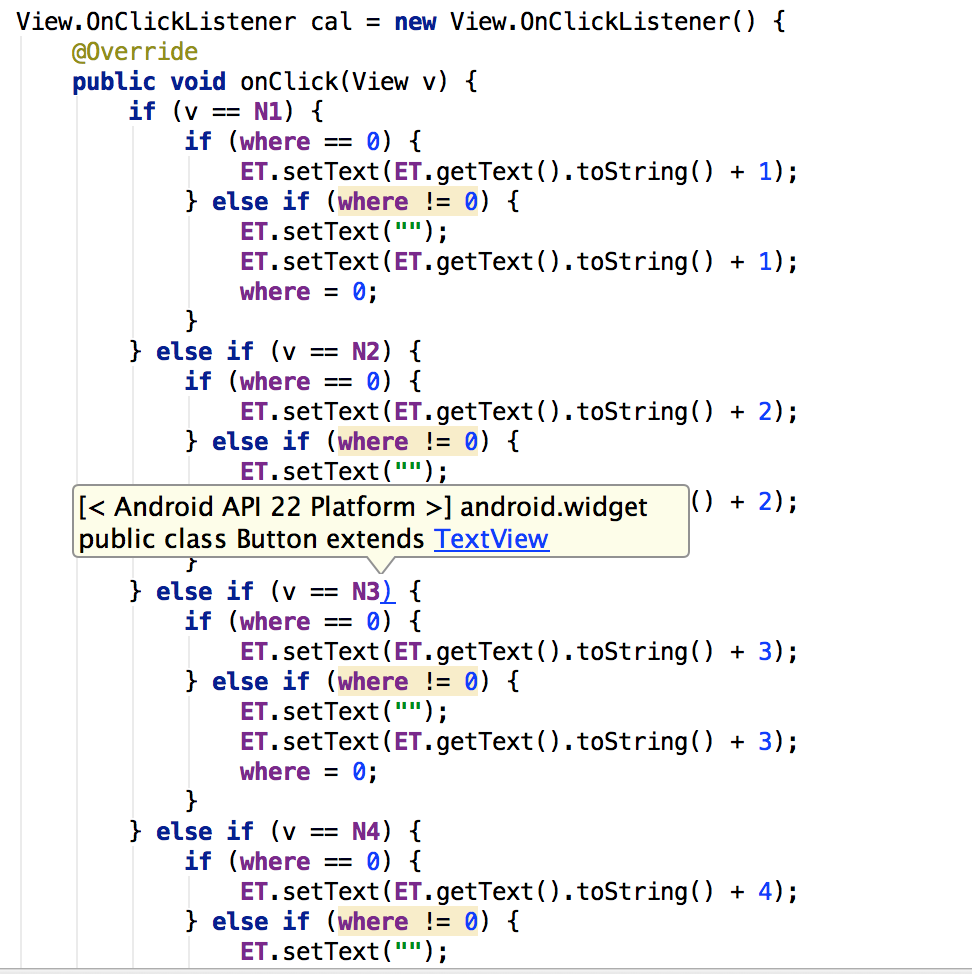 View.OnClickListener cal = new View.OnClickListener() {
@Override
public void onClick(View v) {
if (v == N1) {
if (where == 0) {
ET.setText(ET.getText().toString() + 1);
} else if (where != 0) {
ET.setText("");
ET.setText(ET.getText().toString() + 1);
where = 0;
}
} else if (v == N2) {
if (where == 0) {
ET.setText(ET.getText().toString() + 2);
} else if (where != 0) {
ET.setText("");
() + 2);
[< Android API 22 Platform >] android.widget
public class Button extends TextView
}
} else if (v == N3) {
if (where == 0) {
ET.setText(ET.getText().toString() + 3);
} else if (where != 0) {
ET.setText("");
ET.setText(ET.getText().toString() + 3);
where = 0;
}
} else if (v == N4) {
if (where == 0) {
ET.setText(ET.getText().toString() + 4);
} else if (where != 0) {
ET.setText("");